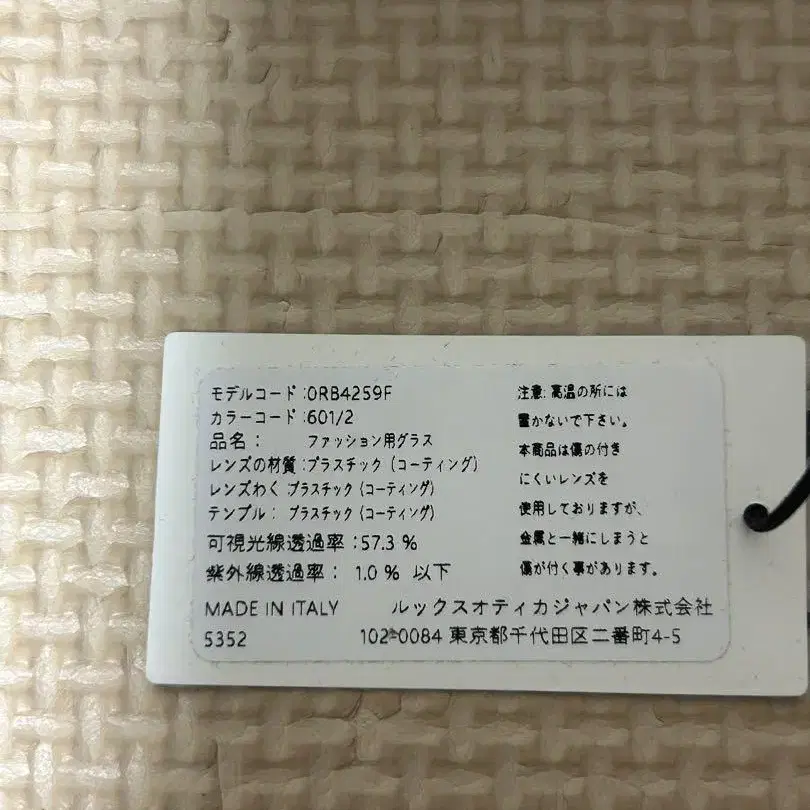 モデルコード :0RB4259F
カラーコード :601/2
品名： ファッション用グラス
レンズの材質 :プラスチック (コーティング)
レンズわく :プラスチック (コーティング)
テンプル： プラスチック (コーティング)
可視光線透過率 :57.3 %
紫外線透過率： 1.0 % 以下
注意: 高温の所には
置かないで下さい。
本商品は傷の付き
にくいレンズを
使用しておりますが、
金属と一緒にしまうと
傷が付く事があります。
MADE IN ITALY ルックスオティカジャパン株式会社
5352 102-0084 東京都千代田区二番町4-5